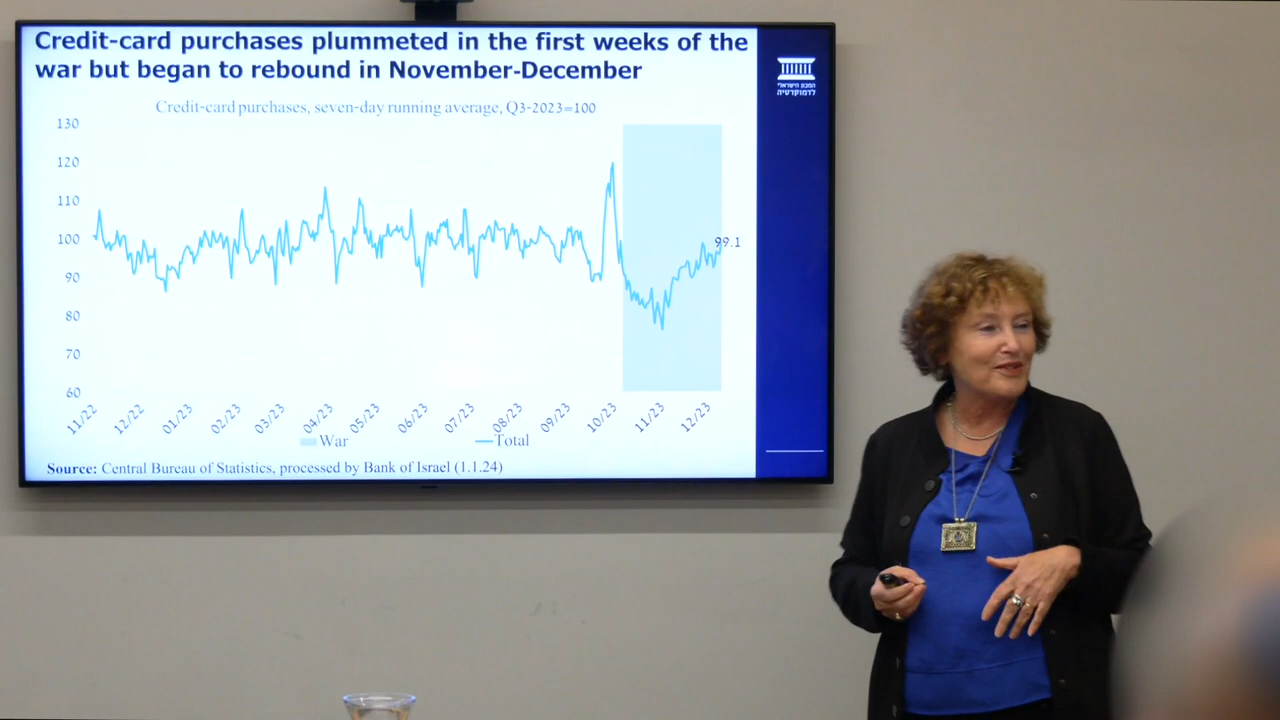 Credit-card purchases plummeted in the first weeks of the
war but began to rebound in November-December
המכון הישראלי
לדמוקרטיה
Credit-card purchases, seven-day running average, Q3-2023=100
130
120
110
100
90
80
70
60
99.1
11/22 12/22 01/23 02/23 03/23 04/23 05/23 06/23 07/23 08/23 09/23 10/23 11/23 12/23
War Total
Source: Central Bureau of Statistics, processed by Bank of Israel (1.1.24)